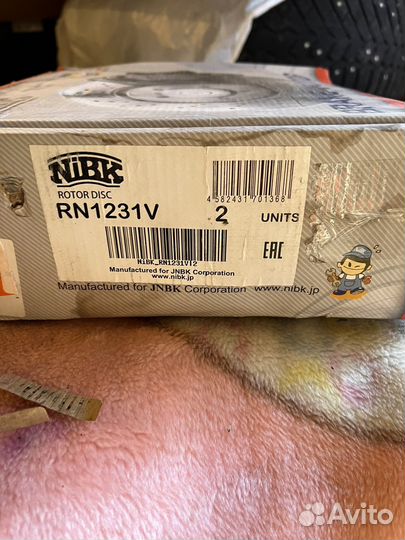 NiBK
ROTOR DISC
4 582431 701368
RN1231V 2 UNITS
NiBK_RN1231V12
EAC
Manufactured for JNBK Corporation
www.nibk.jp
Manufactured for JNBK Corporation www.nibk.jp
Avito